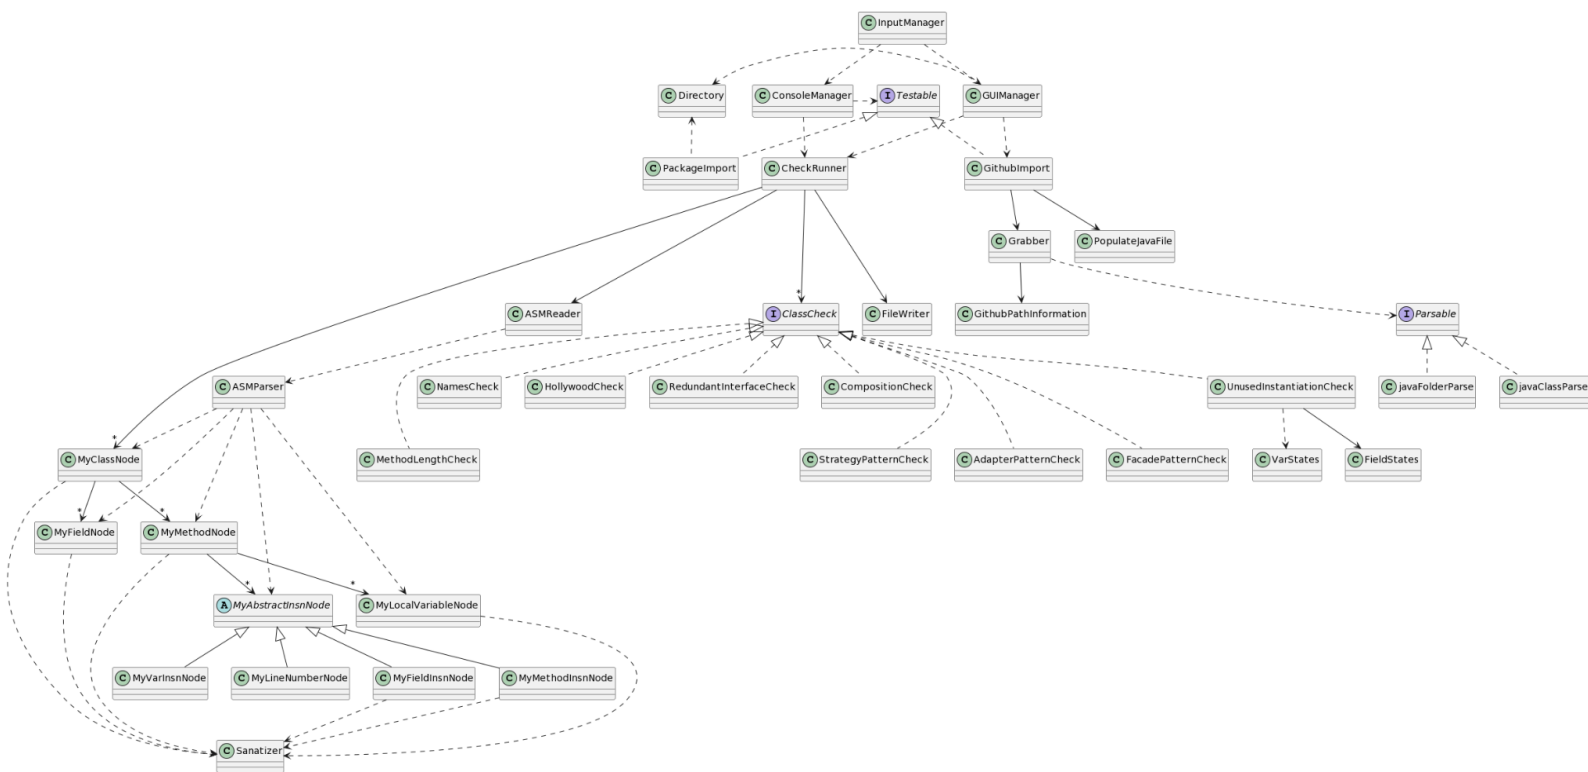 C InputManager
C Directory
C ConsoleManager
I Testable
C GUIManager
C PackageImport
C CheckRunner
C GithubImport
C Grabber
C PopulateJavaFile
C ASMReader
*
I ClassCheck
C FileWriter
C GithubPathInformation
I Parsable
C ASMParser
C NamesCheck
C HollywoodCheck
C RedundantInterfaceCheck
C CompositionCheck
C UnusedInstantiationCheck
C javaFolderParse
C javaClassParse
*
C MyClassNode
C MethodLengthCheck
C StrategyPatternCheck
C AdapterPatternCheck
C FacadePatternCheck
C VarStates
C FieldStates
*
*
C MyFieldNode
C MyMethodNode
*
*
A MyAbstractInsnNode
C MyLocalVariableNode
C MyVarInsnNode
C MyLineNumberNode
C MyFieldInsnNode
C MyMethodInsnNode
C Sanatizer